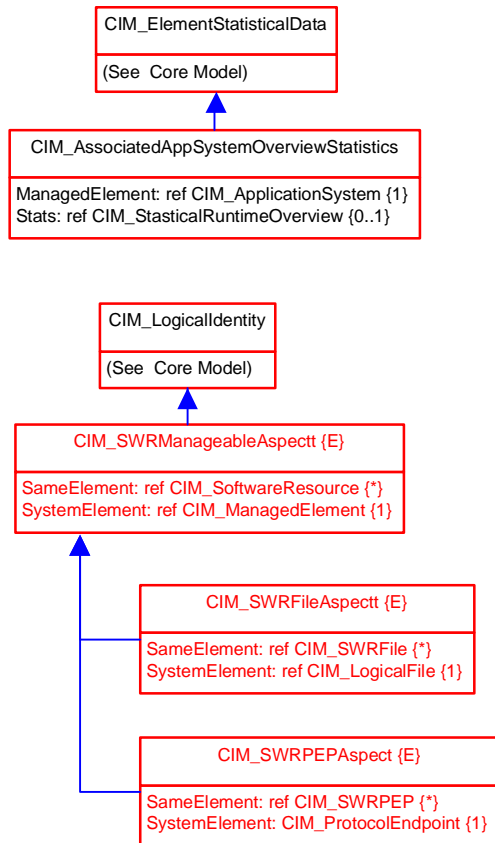 CIM_ElementStatisticalData
(See Core Model)
CIM_AssociatedAppSystemOverviewStatistics
ManagedElement: ref CIM_ApplicationSystem {1}
Stats: ref CIM_StasticalRuntimeOverview {0..1}
CIM_LogicalIdentity
(See Core Model)
CIM_SWRManageableAspectt {E}
SameElement: ref CIM_SoftwareResource {*}
SystemElement: ref CIM_ManagedElement {1}
CIM_SWRFileAspectt {E}
SameElement: ref CIM_SWRFile {*}
SystemElement: ref CIM_LogicalFile {1}
CIM_SWRPEPAspect {E}
SameElement: ref CIM_SWRPEP {*}
SystemElement: CIM_ProtocolEndpoint {1}